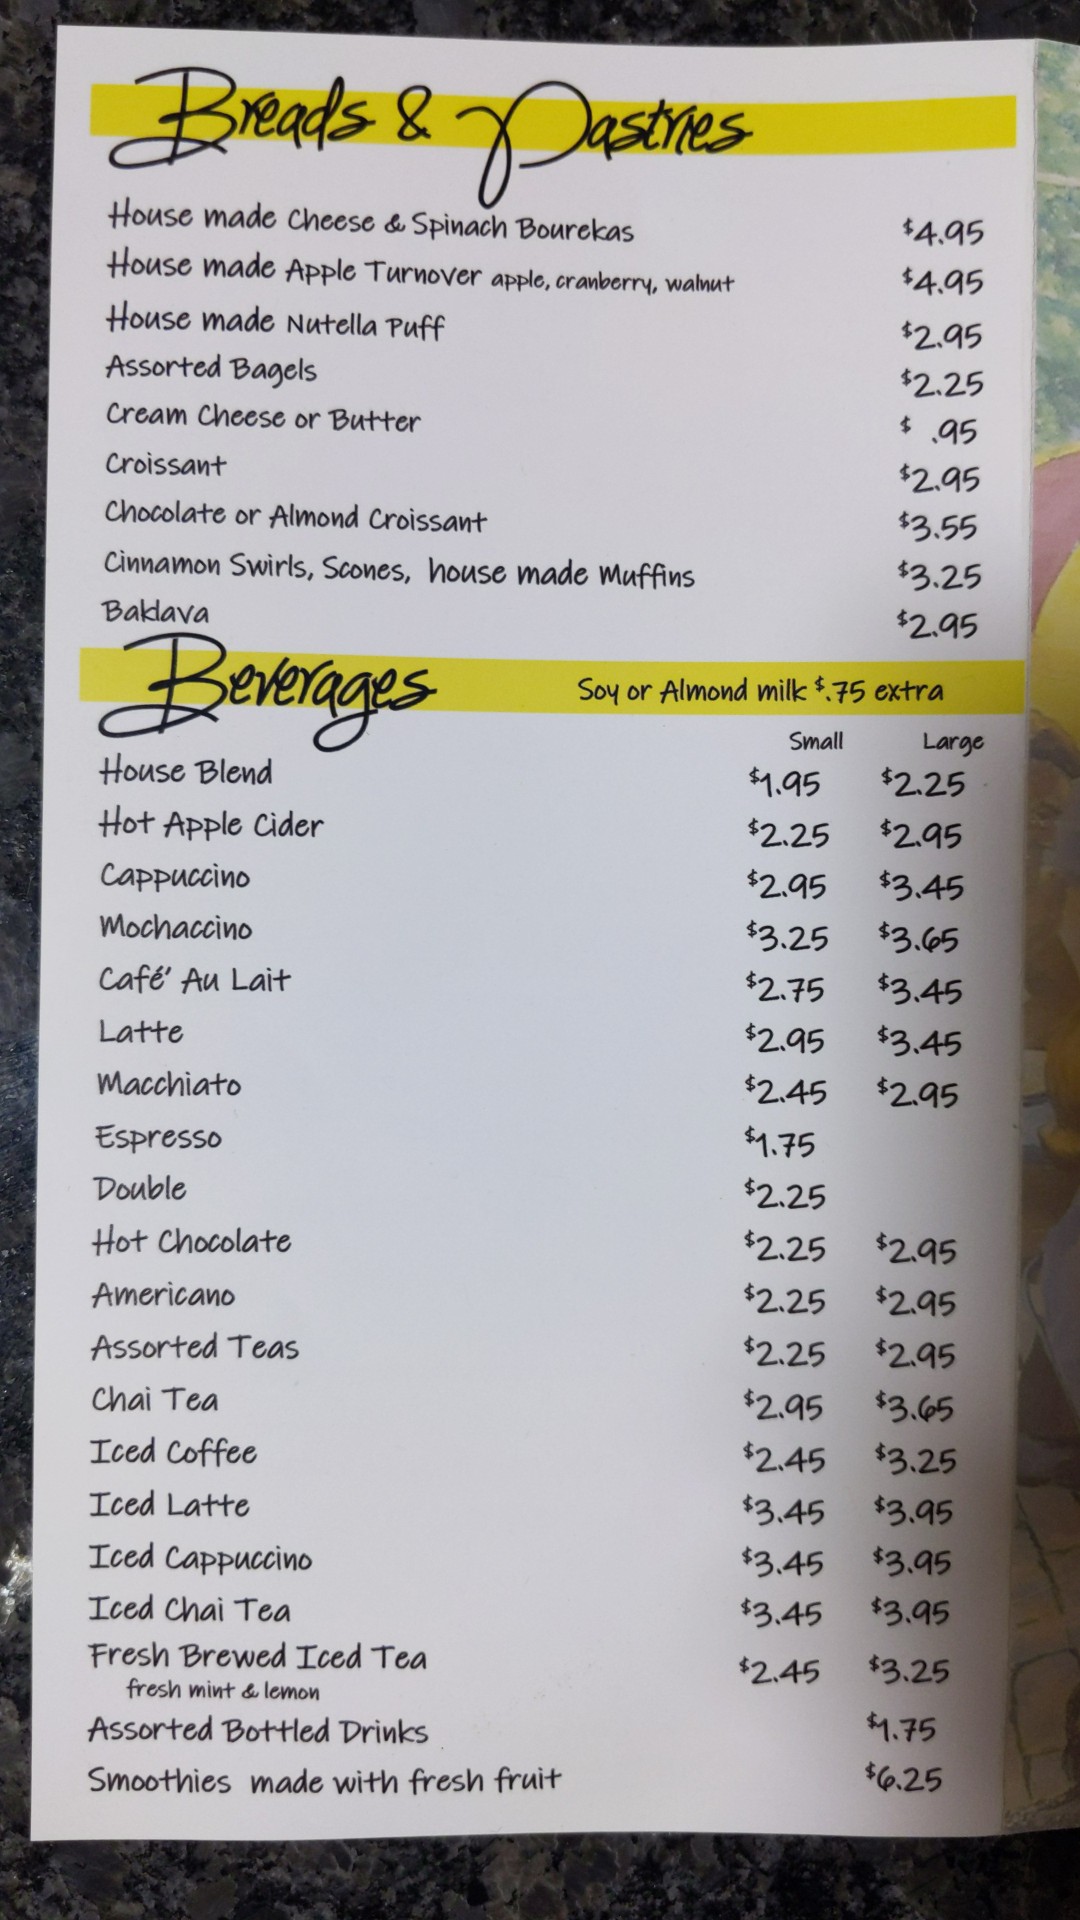 Breads & Pastries
House made Cheese & Spinach Bourekas $4.95
House made Apple Turnover apple, cranberry, walnut $4.95
House made Nutella Puff $2.95
Assorted Bagels $2.25
Cream Cheese or Butter $ .95
Croissant $2.95
Chocolate or Almond Croissant $3.55
Cinnamon Swirls, Scones, house made Muffins $3.25
Baklava $2.95
Beverages Soy or Almond milk $.75 extra
Small Large
House Blend $1.95 $2.25
Hot Apple Cider $2.25 $2.95
Cappuccino $2.95 $3.45
Mochaccino $3.25 $3.65
Café' Au Lait $2.75 $3.45
Latte $2.95 $3.45
Macchiato $2.45 $2.95
Espresso $1.75
Double $2.25
Hot Chocolate $2.25 $2.95
Americano $2.25 $2.95
Assorted Teas $2.25 $2.95
Chai Tea $2.95 $3.65
Iced Coffee $2.45 $3.25
Iced Latte $3.45 $3.95
Iced Cappuccino $3.45 $3.95
Iced Chai Tea $3.45 $3.95
Fresh Brewed Iced Tea $2.45 $3.25
fresh mint & lemon
Assorted Bottled Drinks $1.75
Smoothies made with fresh fruit $6.25